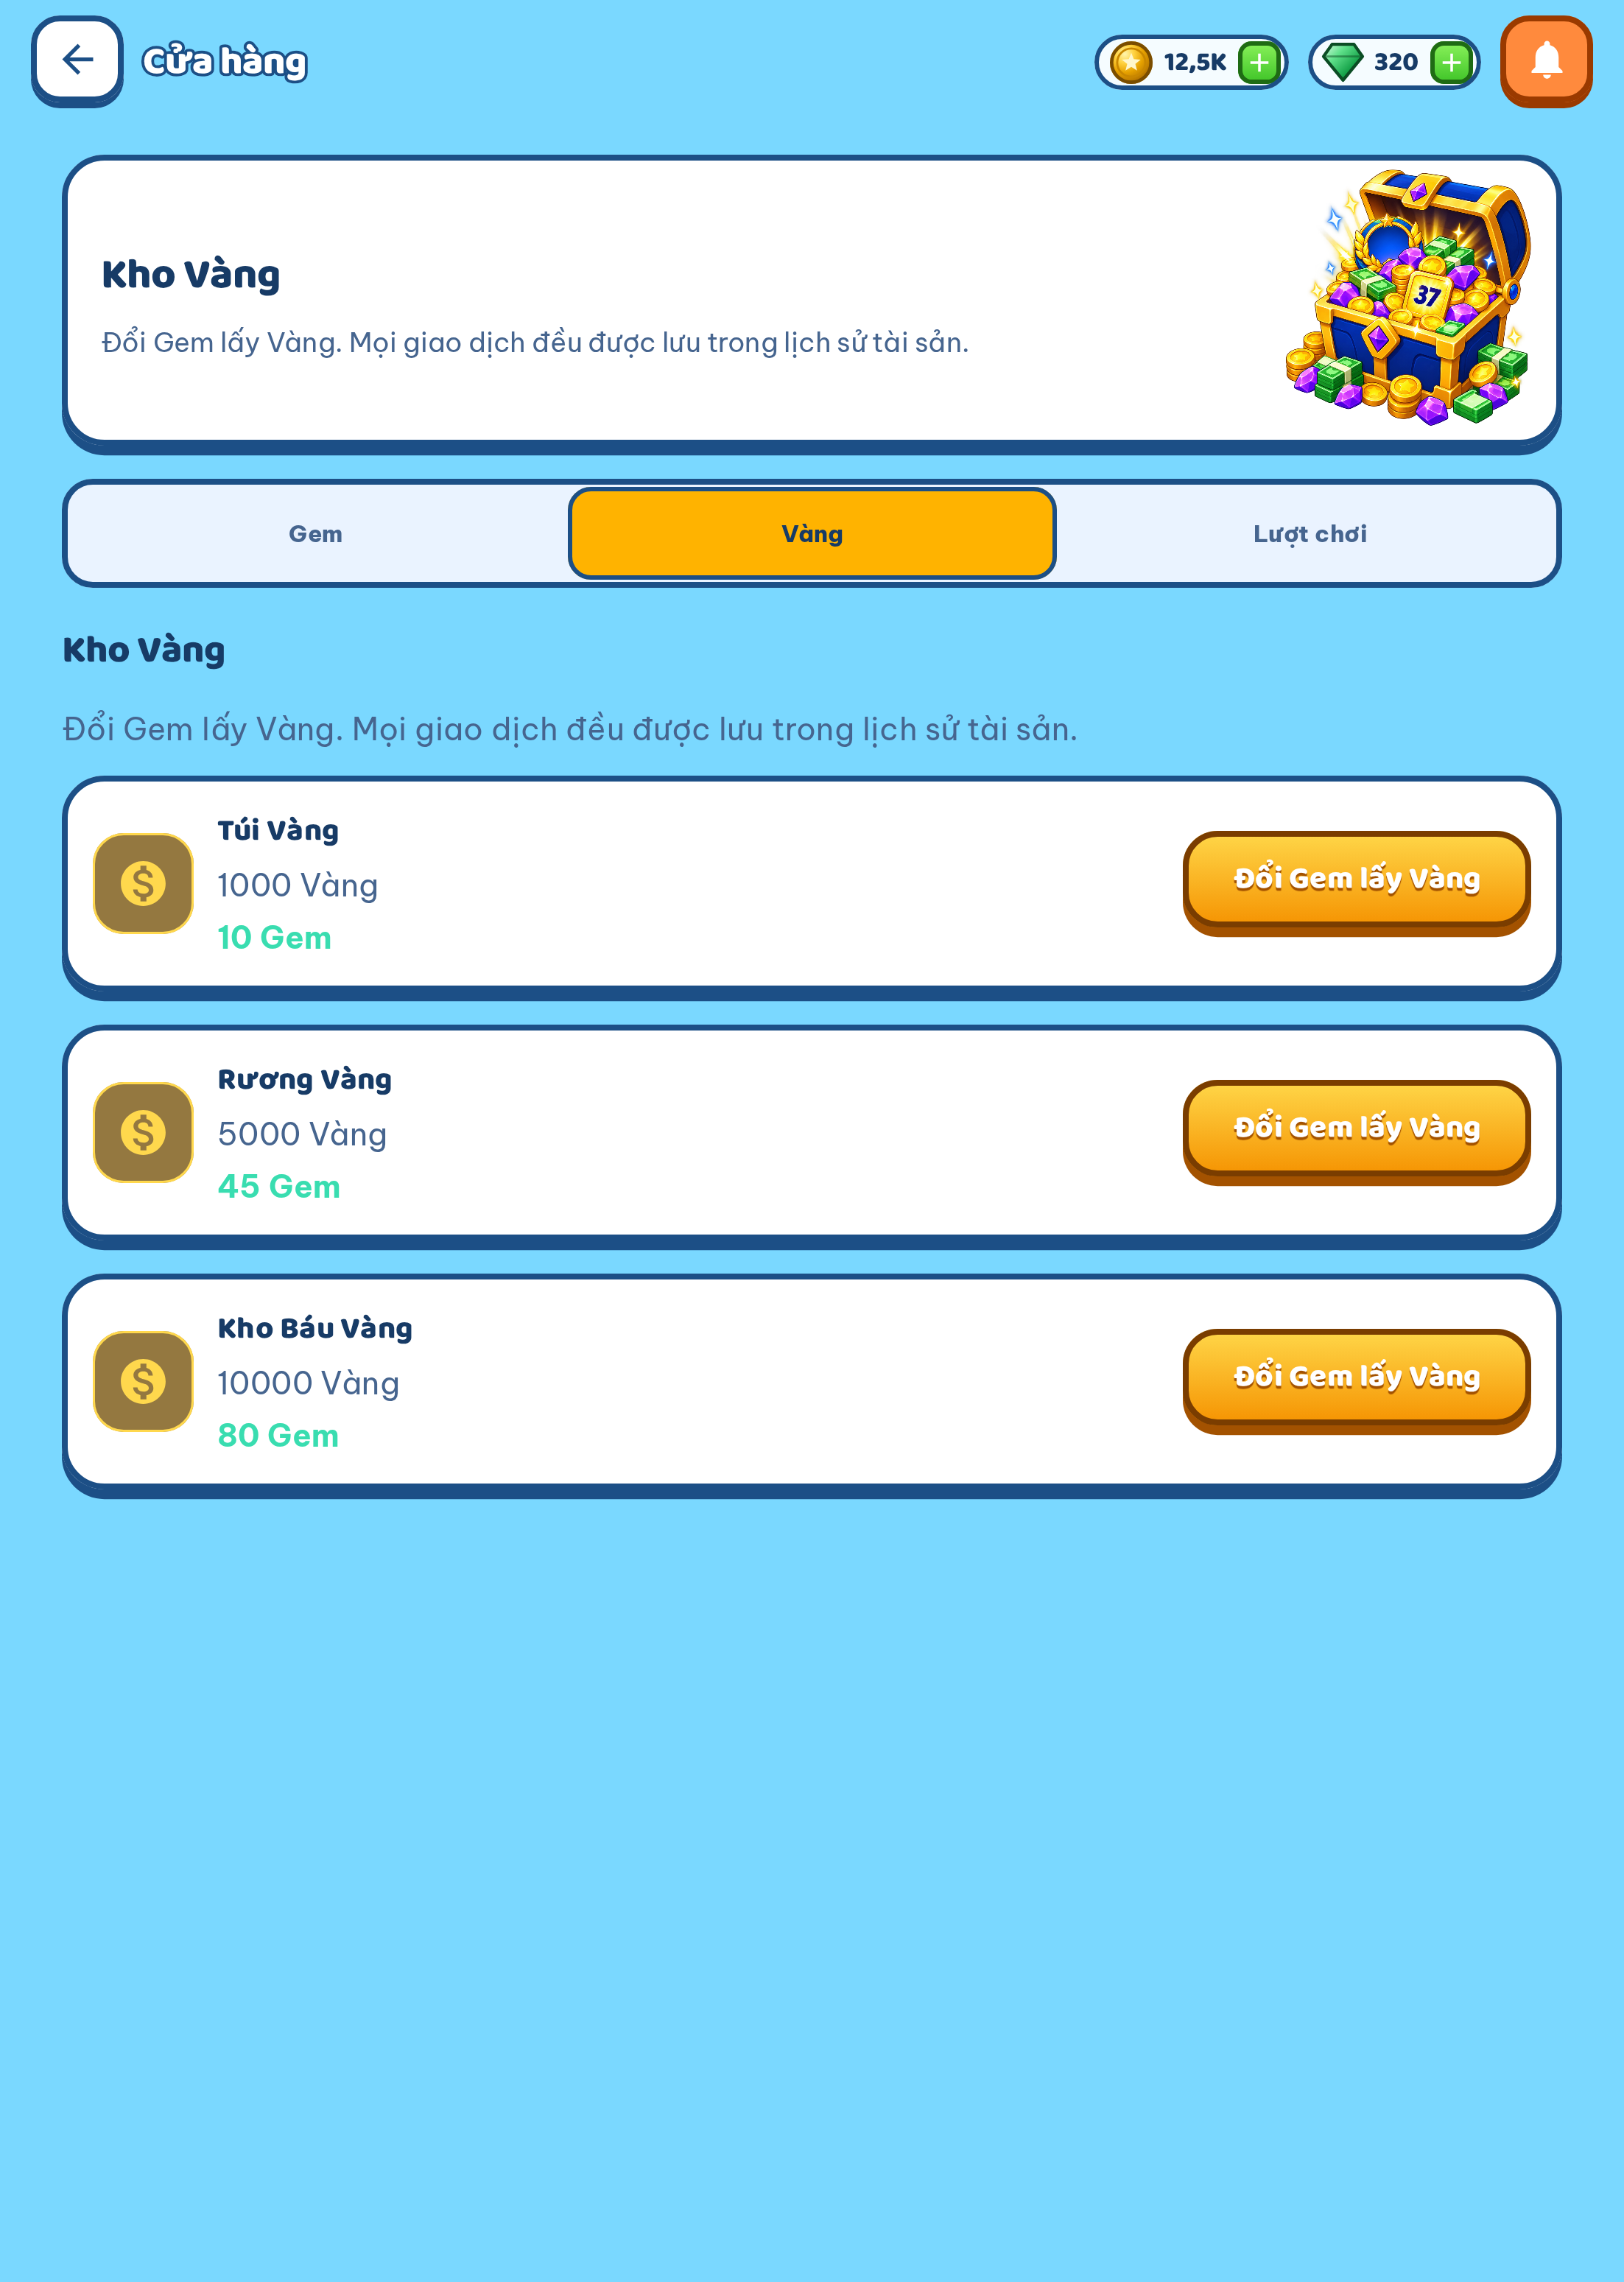 Cửa hàng
12,5K
320
Kho Vàng
Đổi Gem lấy Vàng. Mọi giao dịch đều được lưu trong lịch sử tài sản.
37
Gem
Vàng
Lượt chơi
Kho Vàng
Đổi Gem lấy Vàng. Mọi giao dịch đều được lưu trong lịch sử tài sản.
Túi Vàng
1000 Vàng
10 Gem
Đổi Gem lấy Vàng
Rương Vàng
5000 Vàng
45 Gem
Đổi Gem lấy Vàng
Kho Báu Vàng
10000 Vàng
80 Gem
Đổi Gem lấy Vàng